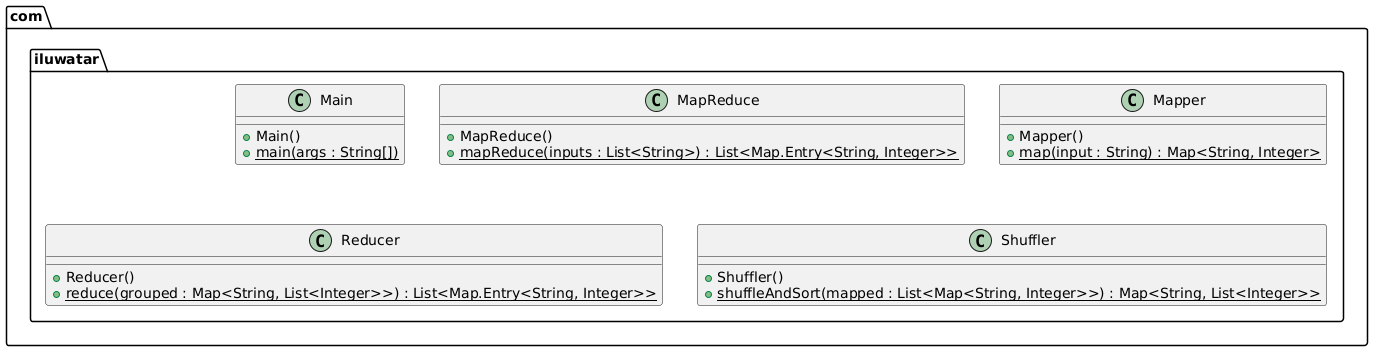 com
iluwatar
C Main
Main()
main(args : String[])
C MapReduce
MapReduce()
mapReduce(inputs : List<String>) : List<Map.Entry<String, Integer>>
C Mapper
Mapper()
map(input : String) : Map<String, Integer>
C Reducer
Reducer()
reduce(grouped : Map<String, List<Integer>>) : List<Map.Entry<String, Integer>>
C Shuffler
Shuffler()
shuffleAndSort(mapped : List<Map<String, Integer>>) : Map<String, List<Integer>>